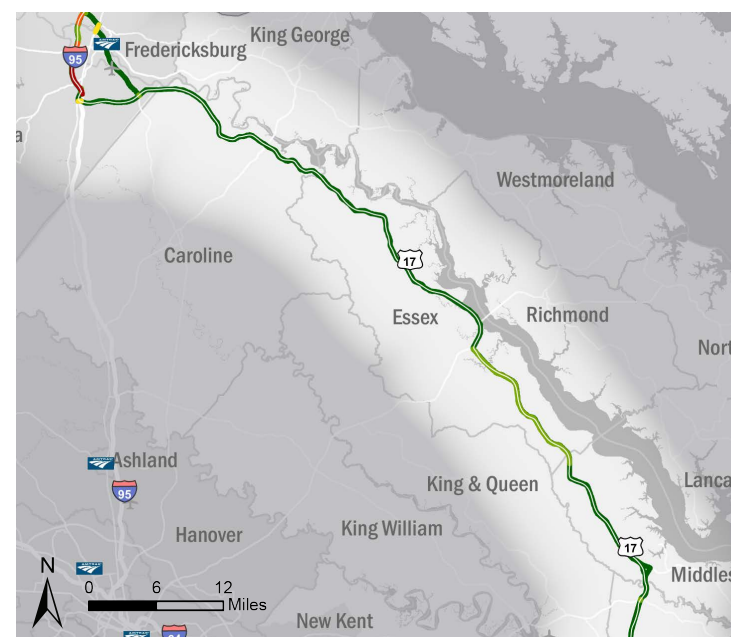 King George
Fredericksburg
95
a
Westmoreland
Caroline
17
Essex
Richmond
Nort
Ashland
95
King & Queen
Lanca
Hanover
King William
17
N
0 6 12
Miles
Middles
New Kent